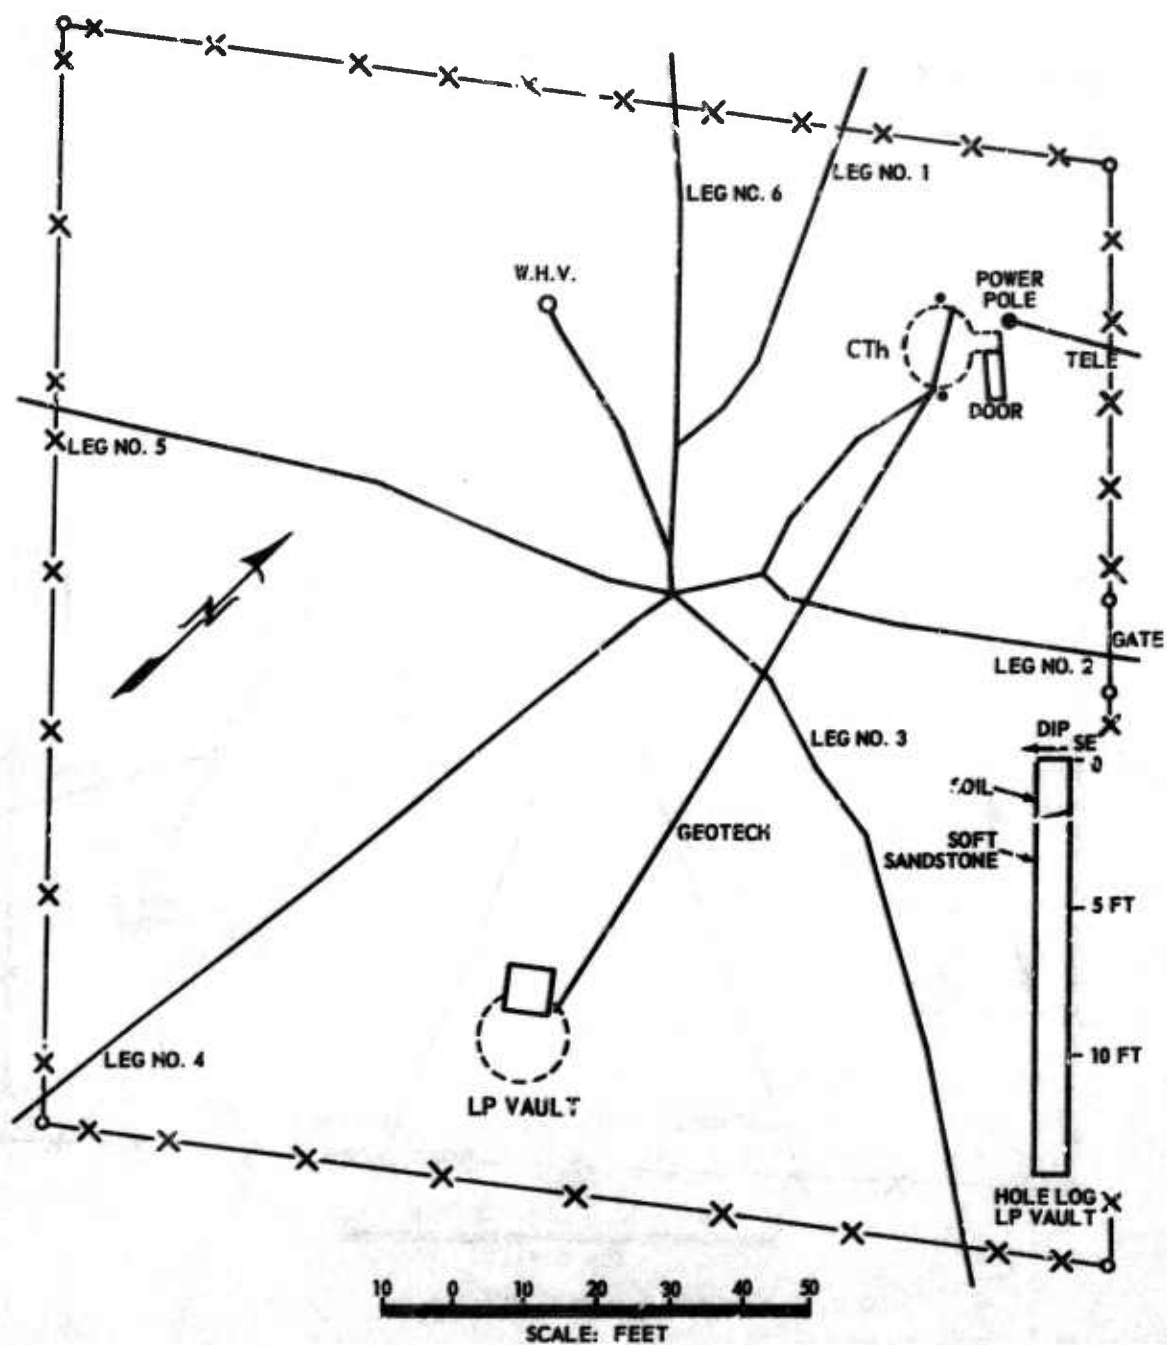 LEG NO. 1
LEG NC. 6
W.H.V.
POWER
POLE
CTh
TELE
DOOR
LEG NO. 5
N
GATE
LEG NO. 2
LEG NO. 3
DIP
SE
0
SOIL
GEOTECH
SOFT
SANDSTONE
5 FT
10 FT
LEG NO. 4
LP VAULT
HOLE LOG
LP VAULT
10 0 10 20 30 40 50
SCALE: FEET